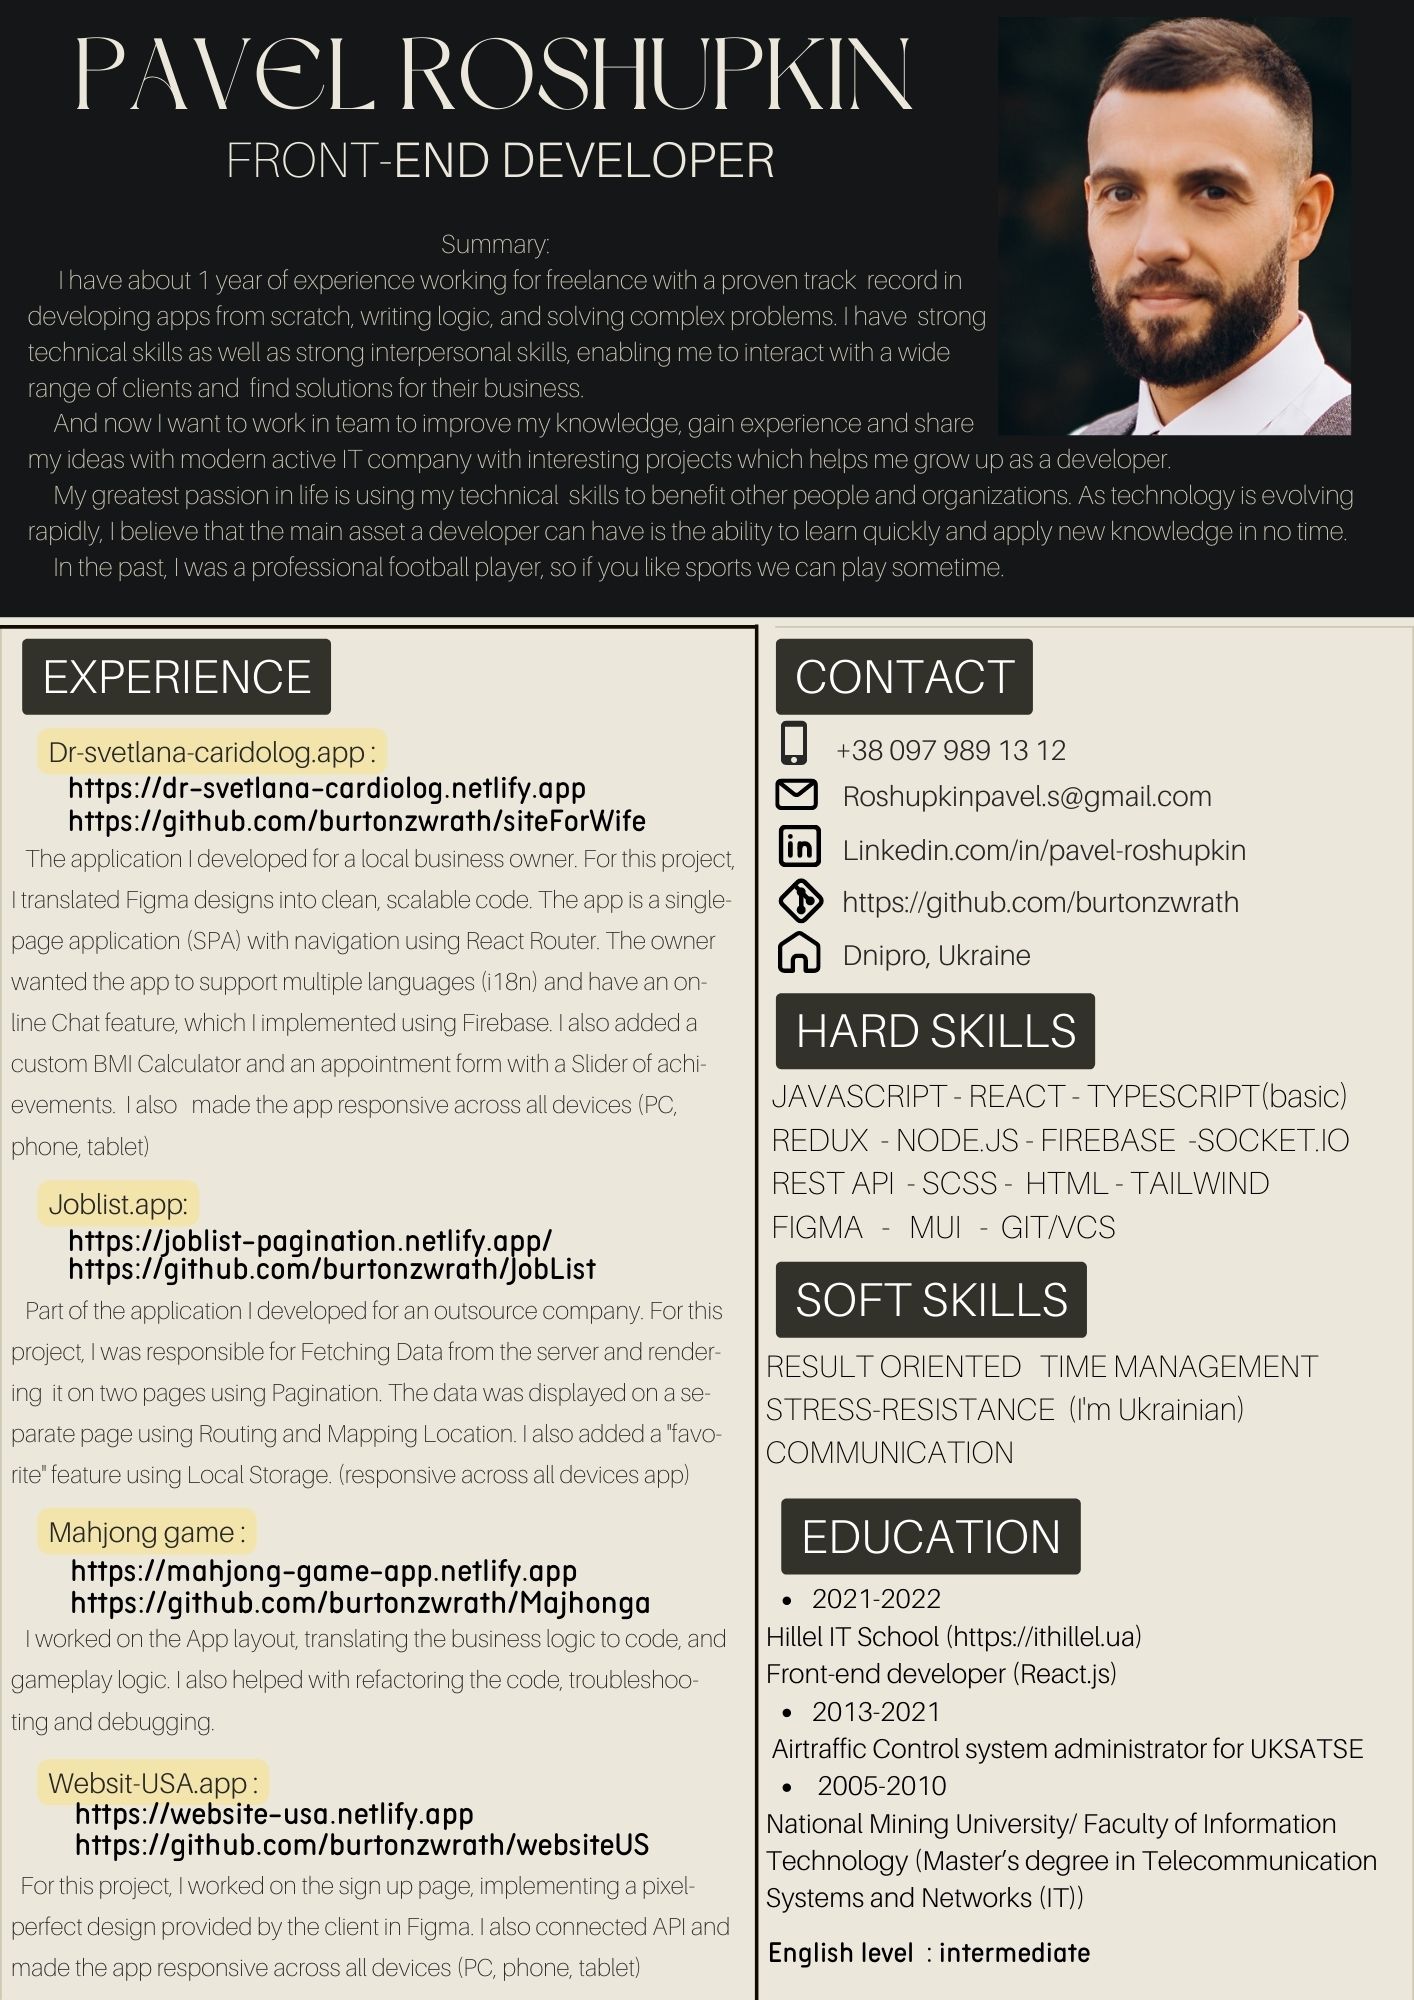 PAVEL ROSHUPKIN
FRONT-END DEVELOPER
Summary:
I have about 1 year of experience working for freelance with a proven track record in
developing apps from scratch, writing logic, and solving complex problems. I have strong
technical skills as well as strong interpersonal skills, enabling me to interact with a wide
range of clients and find solutions for their business.
And now I want to work in team to improve my knowledge, gain experience and share
my ideas with modern active IT company with interesting projects which helps me grow up as a developer.
My greatest passion in life is using my technical skills to benefit other people and organizations. As technology is evolving
rapidly, I believe that the main asset a developer can have is the ability to learn quickly and apply new knowledge in no time.
In the past, I was a professional football player, so if you like sports we can play sometime.
EXPERIENCE
Dr-svetlana-caridolog.app :
https://dr-svetlana-cardiolog.netlify.app
https://github.com/burtonzwrath/siteForWife
The application I developed for a local business owner. For this project,
I translated Figma designs into clean, scalable code. The app is a single-
page application (SPA) with navigation using React Router. The owner
wanted the app to support multiple languages (i18n) and have an on-
line Chat feature, which I implemented using Firebase. I also added a
custom BMI Calculator and an appointment form with a Slider of achi-
evements. I also made the app responsive across all devices (PC,
phone, tablet)
Joblist.app:
https://joblist-pagination.netlify.app/
https://github.com/burtonzwrath/JobList
Part of the application I developed for an outsource company. For this
project, I was responsible for Fetching Data from the server and render-
ing it on two pages using Pagination. The data was displayed on a se-
parate page using Routing and Mapping Location. I also added a "favo-
rite" feature using Local Storage. (responsive across all devices app)
Mahjong game :
https://mahjong-game-app.netlify.app
https://github.com/burtonzwrath/Majhonga
I worked on the App layout, translating the business logic to code, and
gameplay logic. I also helped with refactoring the code, troubleshoo-
ting and debugging.
Websit-USA.app :
https://website-usa.netlify.app
https://github.com/burtonzwrath/websiteUS
For this project, I worked on the sign up page, implementing a pixel-
perfect design provided by the client in Figma. I also connected API and
made the app responsive across all devices (PC, phone, tablet)
CONTACT
+38 097 989 13 12
Roshupkinpavel.s@gmail.com
Linkedin.com/in/pavel-roshupkin
https://github.com/burtonzwrath
Dnipro, Ukraine
HARD SKILLS
JAVASCRIPT - REACT - TYPESCRIPT(basic)
REDUX - NODE.JS - FIREBASE -SOCKET.IO
REST API - SCSS - HTML - TAILWIND
FIGMA - MUI - GIT/VCS
SOFT SKILLS
RESULT ORIENTED TIME MANAGEMENT
STRESS-RESISTANCE (I'm Ukrainian)
COMMUNICATION
EDUCATION
• 2021-2022
Hillel IT School (https://ithillel.ua)
Front-end developer (React.js)
• 2013-2021
Airtraffic Control system administrator for UKSATSE
• 2005-2010
National Mining University/ Faculty of Information
Technology (Master’s degree in Telecommunication
Systems and Networks (IT))
English level : intermediate